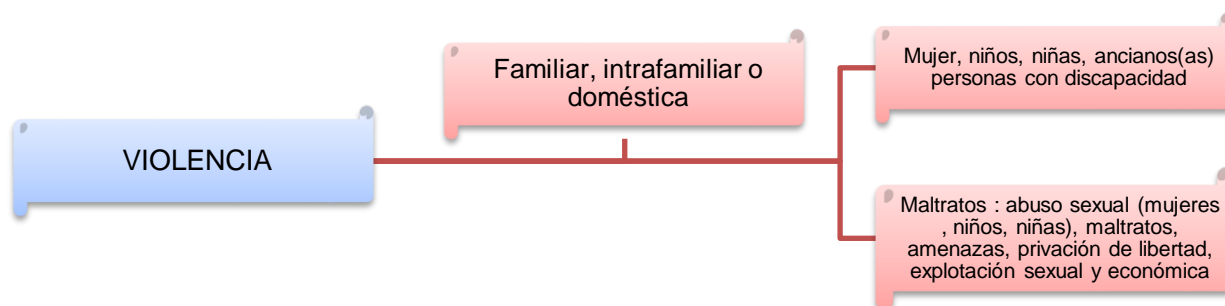 VIOLENCIA
Familiar, intrafamiliar o
doméstica
Mujer, niños, niñas, ancianos(as)
personas con discapacidad
Maltratos : abuso sexual (mujeres
, niños, niñas), maltratos,
amenazas, privación de libertad,
explotación sexual y económica